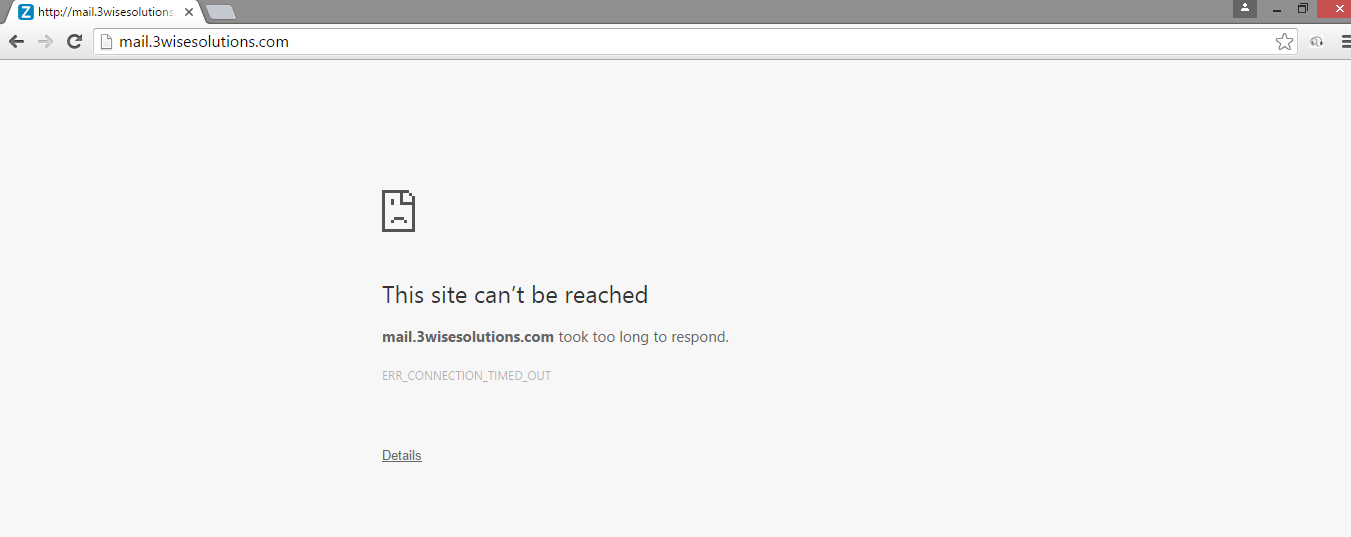 Z http://mail.3wisesolutions.
mail.3wisesolutions.com
This site can’t be reached
mail.3wisesolutions.com took too long to respond.
ERR_CONNECTION_TIMED_OUT
Details